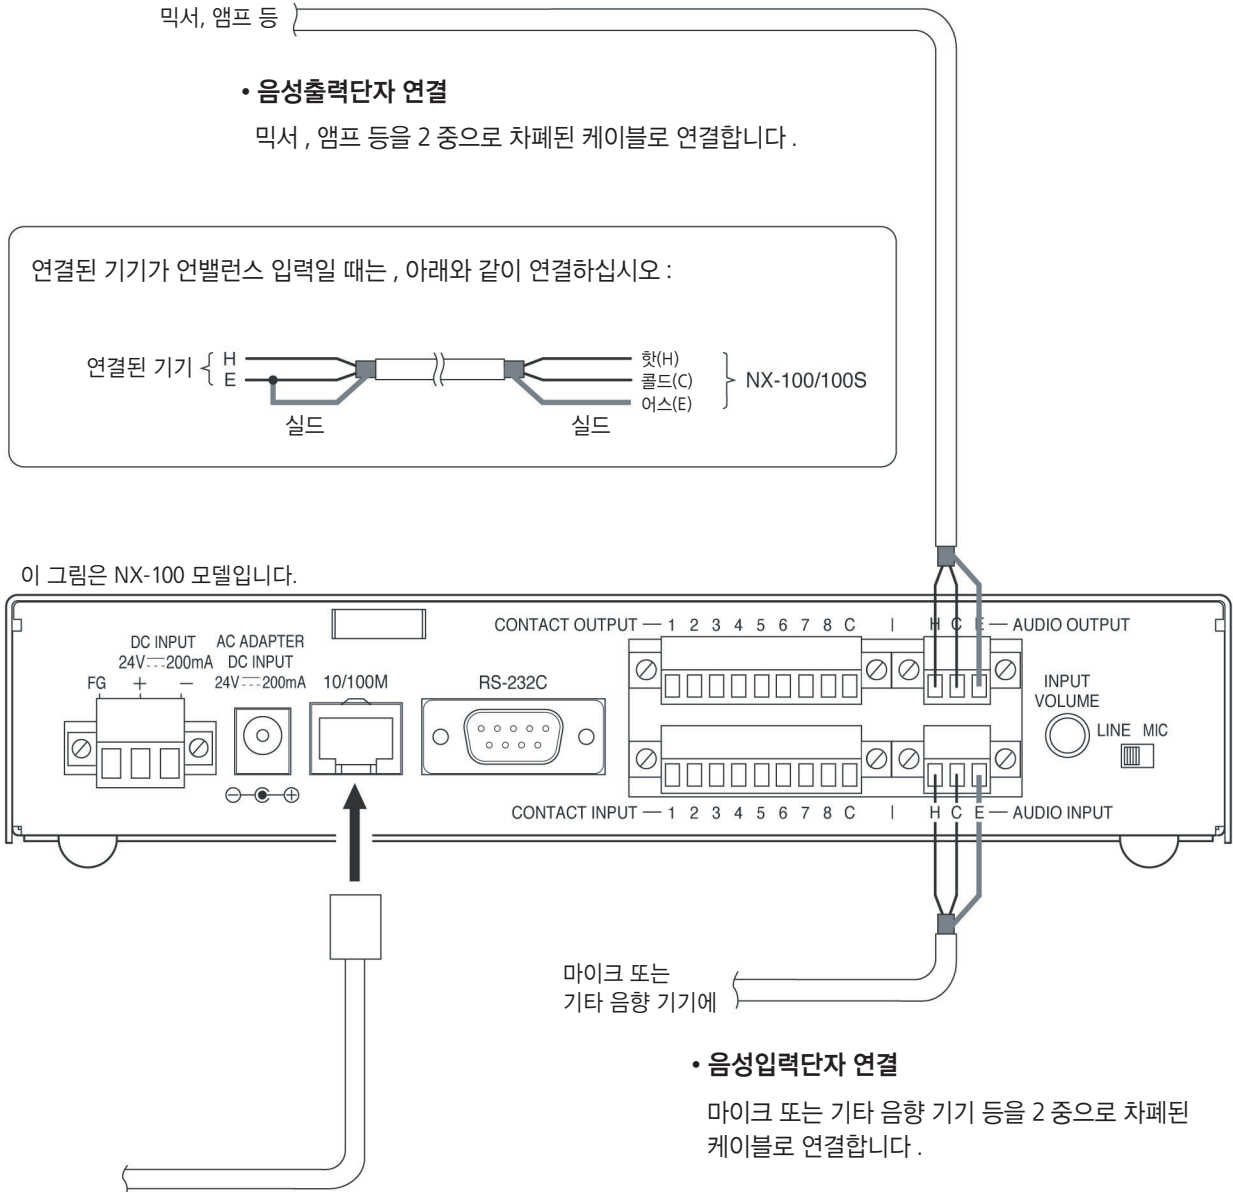 믹서, 앰프 등
• 음성출력단자 연결
믹서 , 앰프 등을 2 중으로 차폐된 케이블로 연결합니다 .
연결된 기기가 언밸런스 입력일 때는 , 아래와 같이 연결하십시오 :
연결된 기기
H
E
실드
실드
핫(H)
콜드(C)
어스(E)
NX-100/100S
이 그림은 NX-100 모델입니다.
DC INPUT
24V 200mA
FG + −
AC ADAPTER
DC INPUT
24V 200mA
10/100M
RS-232C
CONTACT OUTPUT — 1 2 3 4 5 6 7 8 C | H C E — AUDIO OUTPUT
INPUT
VOLUME
LINE MIC
CONTACT INPUT — 1 2 3 4 5 6 7 8 C | H C E — AUDIO INPUT
마이크 또는
기타 음향 기기에
• 음성입력단자 연결
마이크 또는 기타 음향 기기 등을 2 중으로 차폐된
케이블로 연결합니다 .